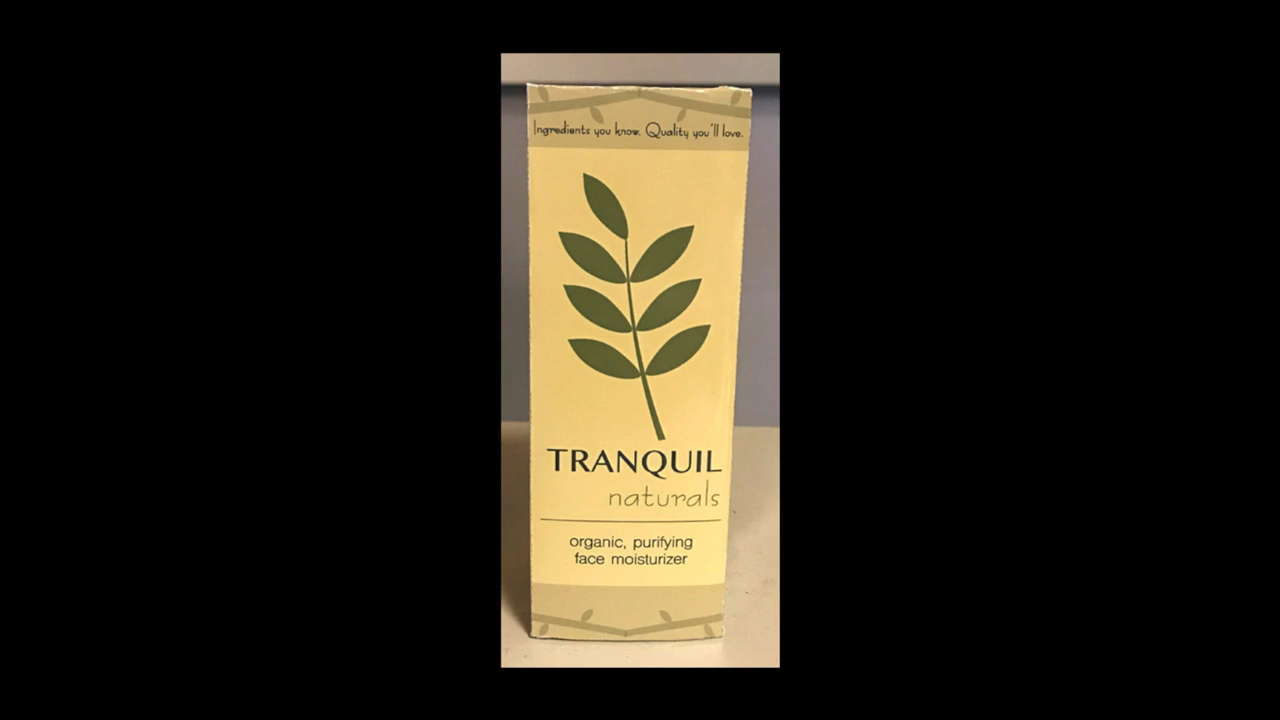 Ingredients you know. Quality you'll love.
TRANQUIL
naturals
organic, purifying
face moisturizer